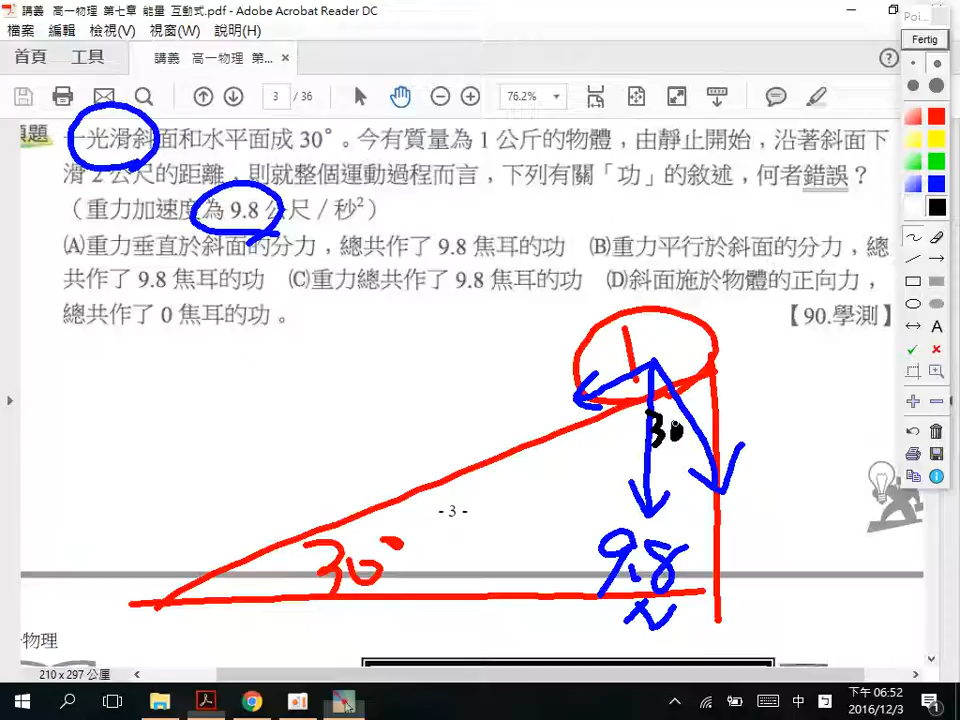 講義 高一物理 第七章 能量 互動式.pdf - Adobe Acrobat Reader DC
檔案 編輯 檢視(V) 視窗(W) 說明(H)
首頁 工具 講義 高一物理 第... ×
3 / 36 76.2%
Poi...
Fertig
A
題 一光滑斜面和水平面成 30°。今有質量為 1 公斤的物體,由靜止開始,沿著斜面下
滑 2 公尺的距離,則就整個運動過程而言,下列有關「功」的敘述,何者錯誤?
(重力加速度為 9.8 公尺/秒²)
(A)重力垂直於斜面的分力,總共作了 9.8 焦耳的功 (B)重力平行於斜面的分力,總
共作了 9.8 焦耳的功 (C)重力總共作了 9.8 焦耳的功 (D)斜面施於物體的正向力,
總共作了 0 焦耳的功。 【90.學測】
1
30
- 3 -
30°
9.8
N
物理
210 x 297 公厘
中
下午 06:52
2016/12/3
1